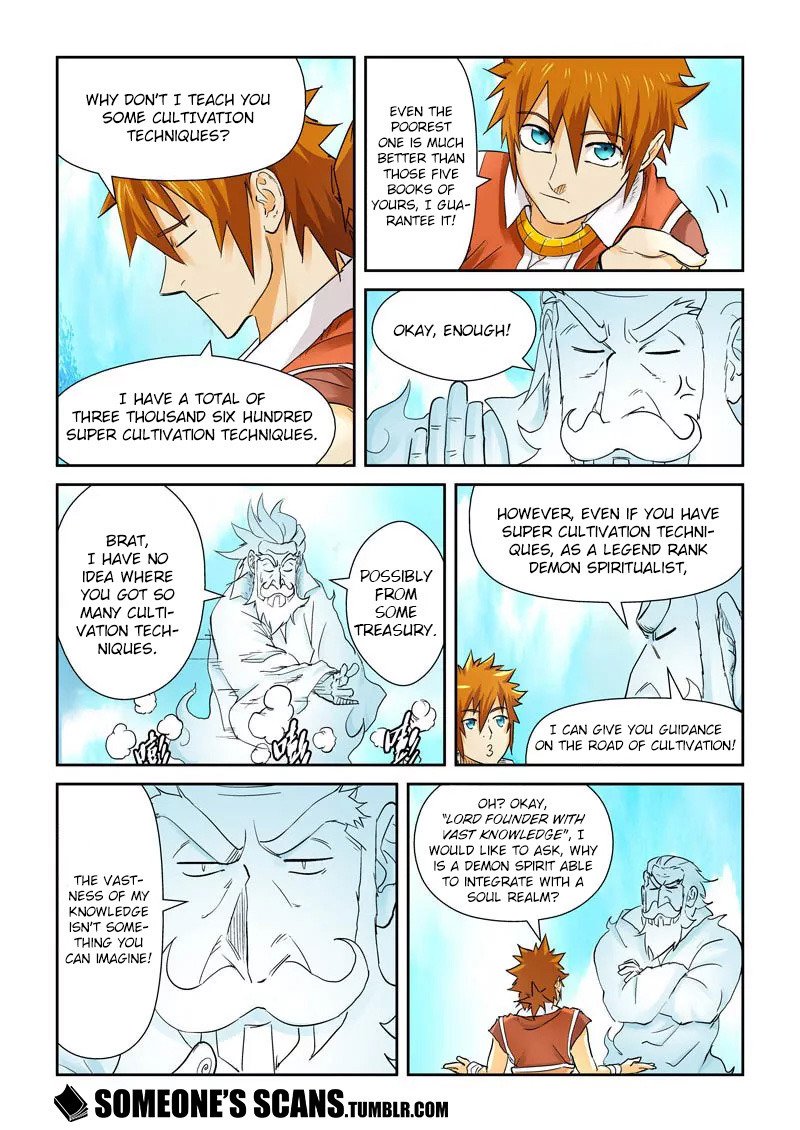 WHY DON'T I TEACH YOU
SOME CULTIVATION
TECHNIQUES?
I HAVE A TOTAL OF
THREE THOUSAND SIX HUNDRED
SUPER CULTIVATION TECHNIQUES.
EVEN THE
POOREST
ONE IS MUCH
BETTER THAN
THOSE FIVE
BOOKS OF
YOURS, I GUA-
RANTEE IT!
OKAY, ENOUGH!
BRAT,
I HAVE NO
IDEA WHERE
YOU GOT SO
MANY CULTI-
VATION TECH-
NIQUES.
POSSIBLY
FROM
SOME
TREASURY.
HOWEVER, EVEN IF YOU HAVE
SUPER CULTIVATION TECHNI-
QUES, AS A LEGEND RANK
DEMON SPIRITUALIST,
I CAN GIVE YOU GUIDANCE
ON THE ROAD OF CULTIVATION!
THE VAST-
NESS OF MY
KNOWLEDGE
ISN'T SOME-
THING YOU
CAN IMAGINE!
OH? OKAY,
"LORD FOUNDER WITH
VAST KNOWLEDGE", I
WOULD LIKE TO ASK, WHY
IS A DEMON SPIRIT ABLE
TO INTEGRATE WITH A
SOUL REALM?
SOMEONE'S SCANS.TUMBLR.COM